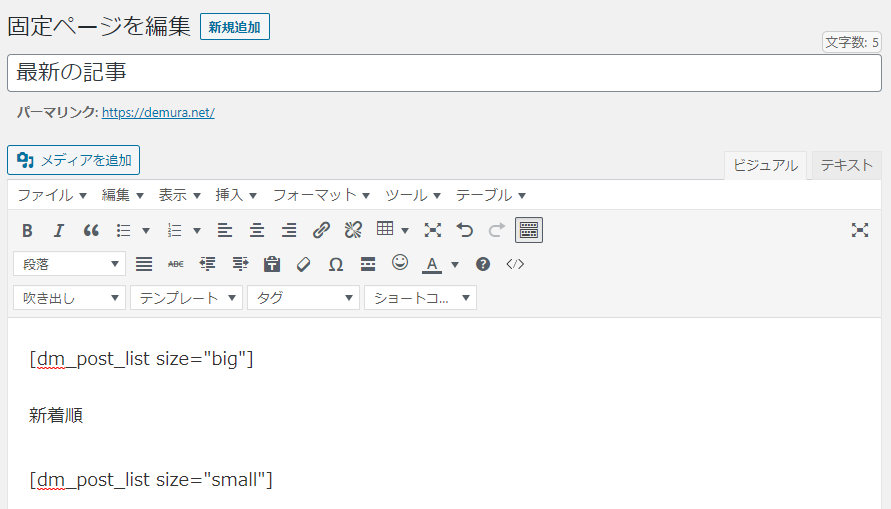 固定ページを編集 新規追加
文字数: 5
最新の記事
パーマリンク: https://demura.net/
メディアを追加 ビジュアル テキスト
ファイル 編集 表示 挿入 フォーマット ツール テーブル
段落
吹き出し テンプレート タグ ショートコ...
[dm_post_list size="big"]
新着順
[dm_post_list size="small"]